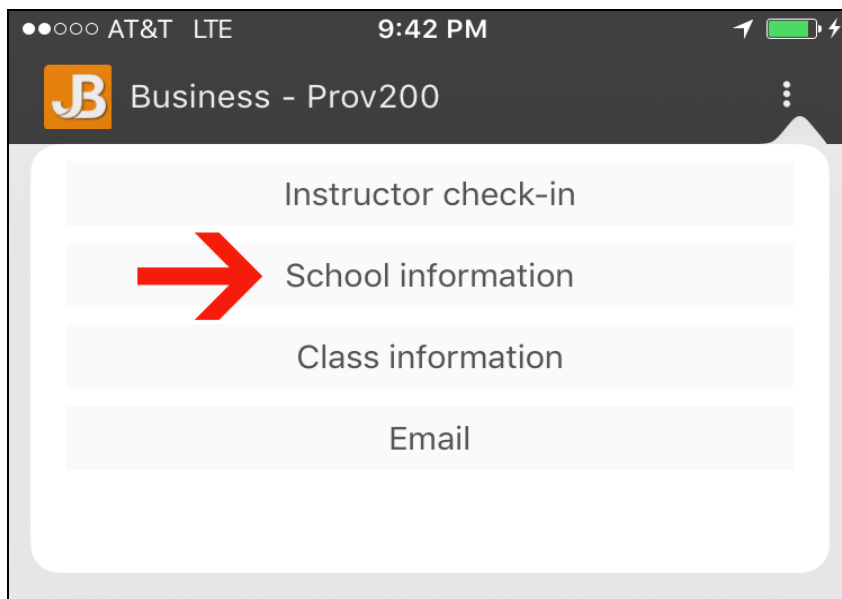 AT&T LTE 9:42 PM
JB Business - Prov200
Instructor check-in
School information
Class information
Email